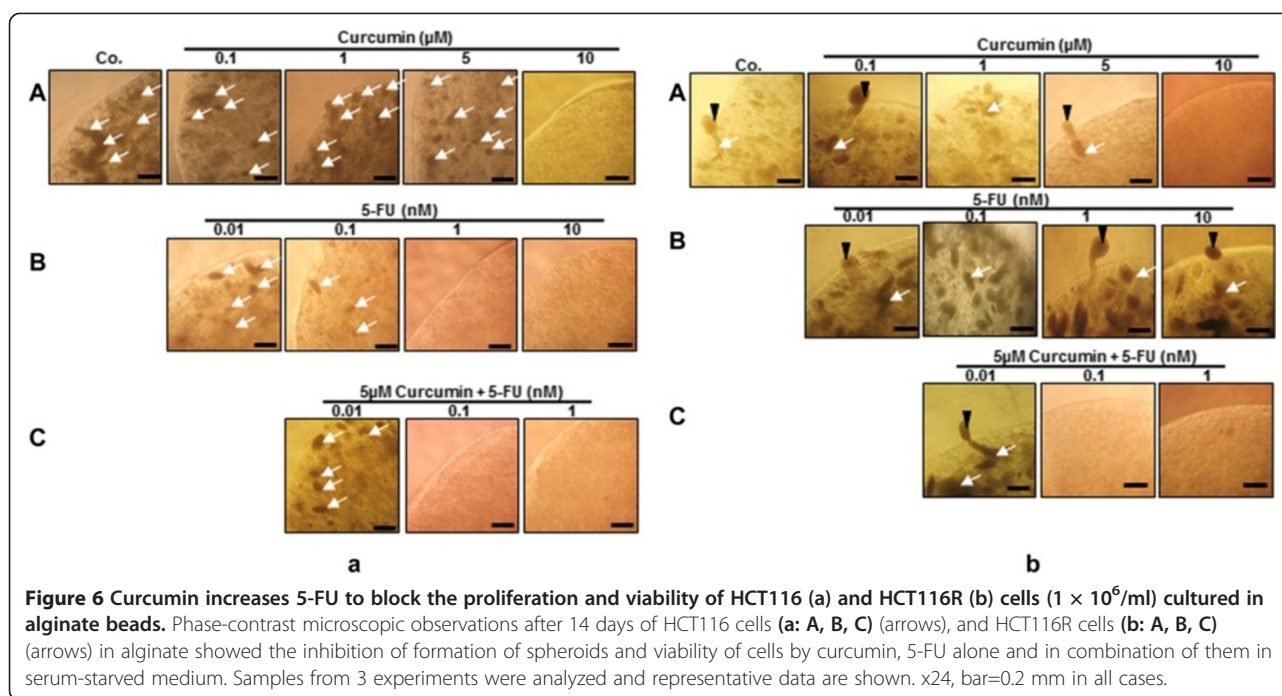 Curcumin (µM)
Co. 0.1 1 5 10
A
5-FU (nM)
0.01 0.1 1 10
B
5µM Curcumin + 5-FU (nM)
0.01 0.1 1
C
a
Curcumin (µM)
Co. 0.1 1 5 10
A
5-FU (nM)
0.01 0.1 1 10
B
5µM Curcumin + 5-FU (nM)
0.01 0.1 1
C
b
Figure 6 Curcumin increases 5-FU to block the proliferation and viability of HCT116 (a) and HCT116R (b) cells (1 × 10⁶/ml) cultured in
alginate beads. Phase-contrast microscopic observations after 14 days of HCT116 cells (a: A, B, C) (arrows), and HCT116R cells (b: A, B, C)
(arrows) in alginate showed the inhibition of formation of spheroids and viability of cells by curcumin, 5-FU alone and in combination of them in
serum-starved medium. Samples from 3 experiments were analyzed and representative data are shown. x24, bar=0.2 mm in all cases.